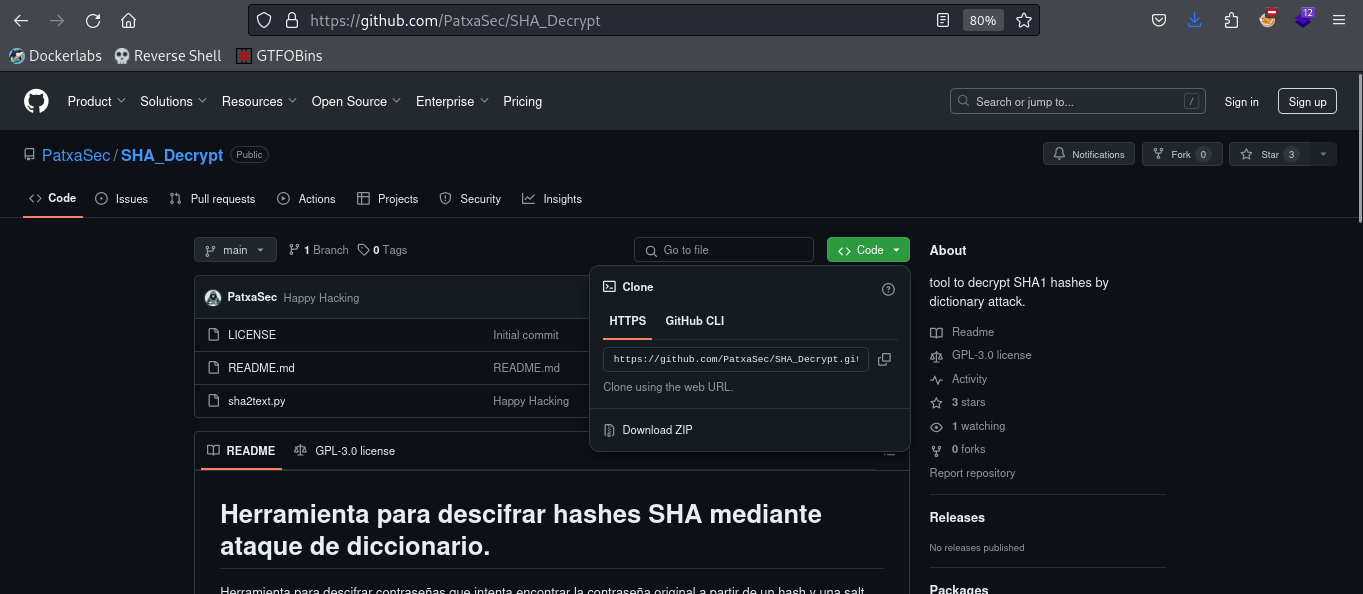 https://github.com/PatxaSec/SHA_Decrypt 80% 12
Dockerlabs Reverse Shell GTFOBins
Product Solutions Resources Open Source Enterprise Pricing Search or jump to... / Sign in Sign up
PatxaSec / SHA_Decrypt Public Notifications Fork 0 Star 3
Code Issues Pull requests Actions Projects Security Insights
main 1 Branch 0 Tags Go to file Code
PatxaSec Happy Hacking
LICENSE Initial commit
README.md README.md
sha2text.py Happy Hacking
Clone
HTTPS GitHub CLI
https://github.com/PatxaSec/SHA_Decrypt.git
Clone using the web URL.
Download ZIP
README GPL-3.0 license
Herramienta para descifrar hashes SHA mediante
ataque de diccionario.
Herramienta para descifrar contraseñas que intenta encontrar la contraseña original a partir de un hash y una salt
About
tool to decrypt SHA1 hashes by
dictionary attack.
Readme
GPL-3.0 license
Activity
3 stars
1 watching
0 forks
Report repository
Releases
No releases published
Packages